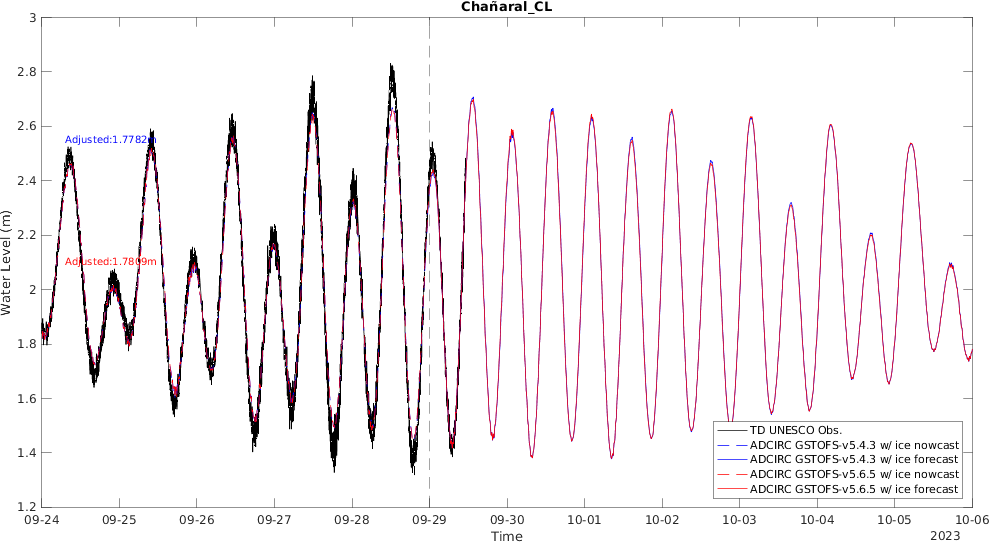 Chañaral_CL
3
2.8
2.6
2.4
2.2
2
1.8
1.6
1.4
1.2
Water Level (m)
Adjusted:1.7782m
Adjusted:1.7809m
TD UNESCO Obs.
ADCIRC GSTOFS-v5.4.3 w/ ice nowcast
ADCIRC GSTOFS-v5.4.3 w/ ice forecast
ADCIRC GSTOFS-v5.6.5 w/ ice nowcast
ADCIRC GSTOFS-v5.6.5 w/ ice forecast
09-24 09-25 09-26 09-27 09-28 09-29 09-30 10-01 10-02 10-03 10-04 10-05 10-06
Time
2023